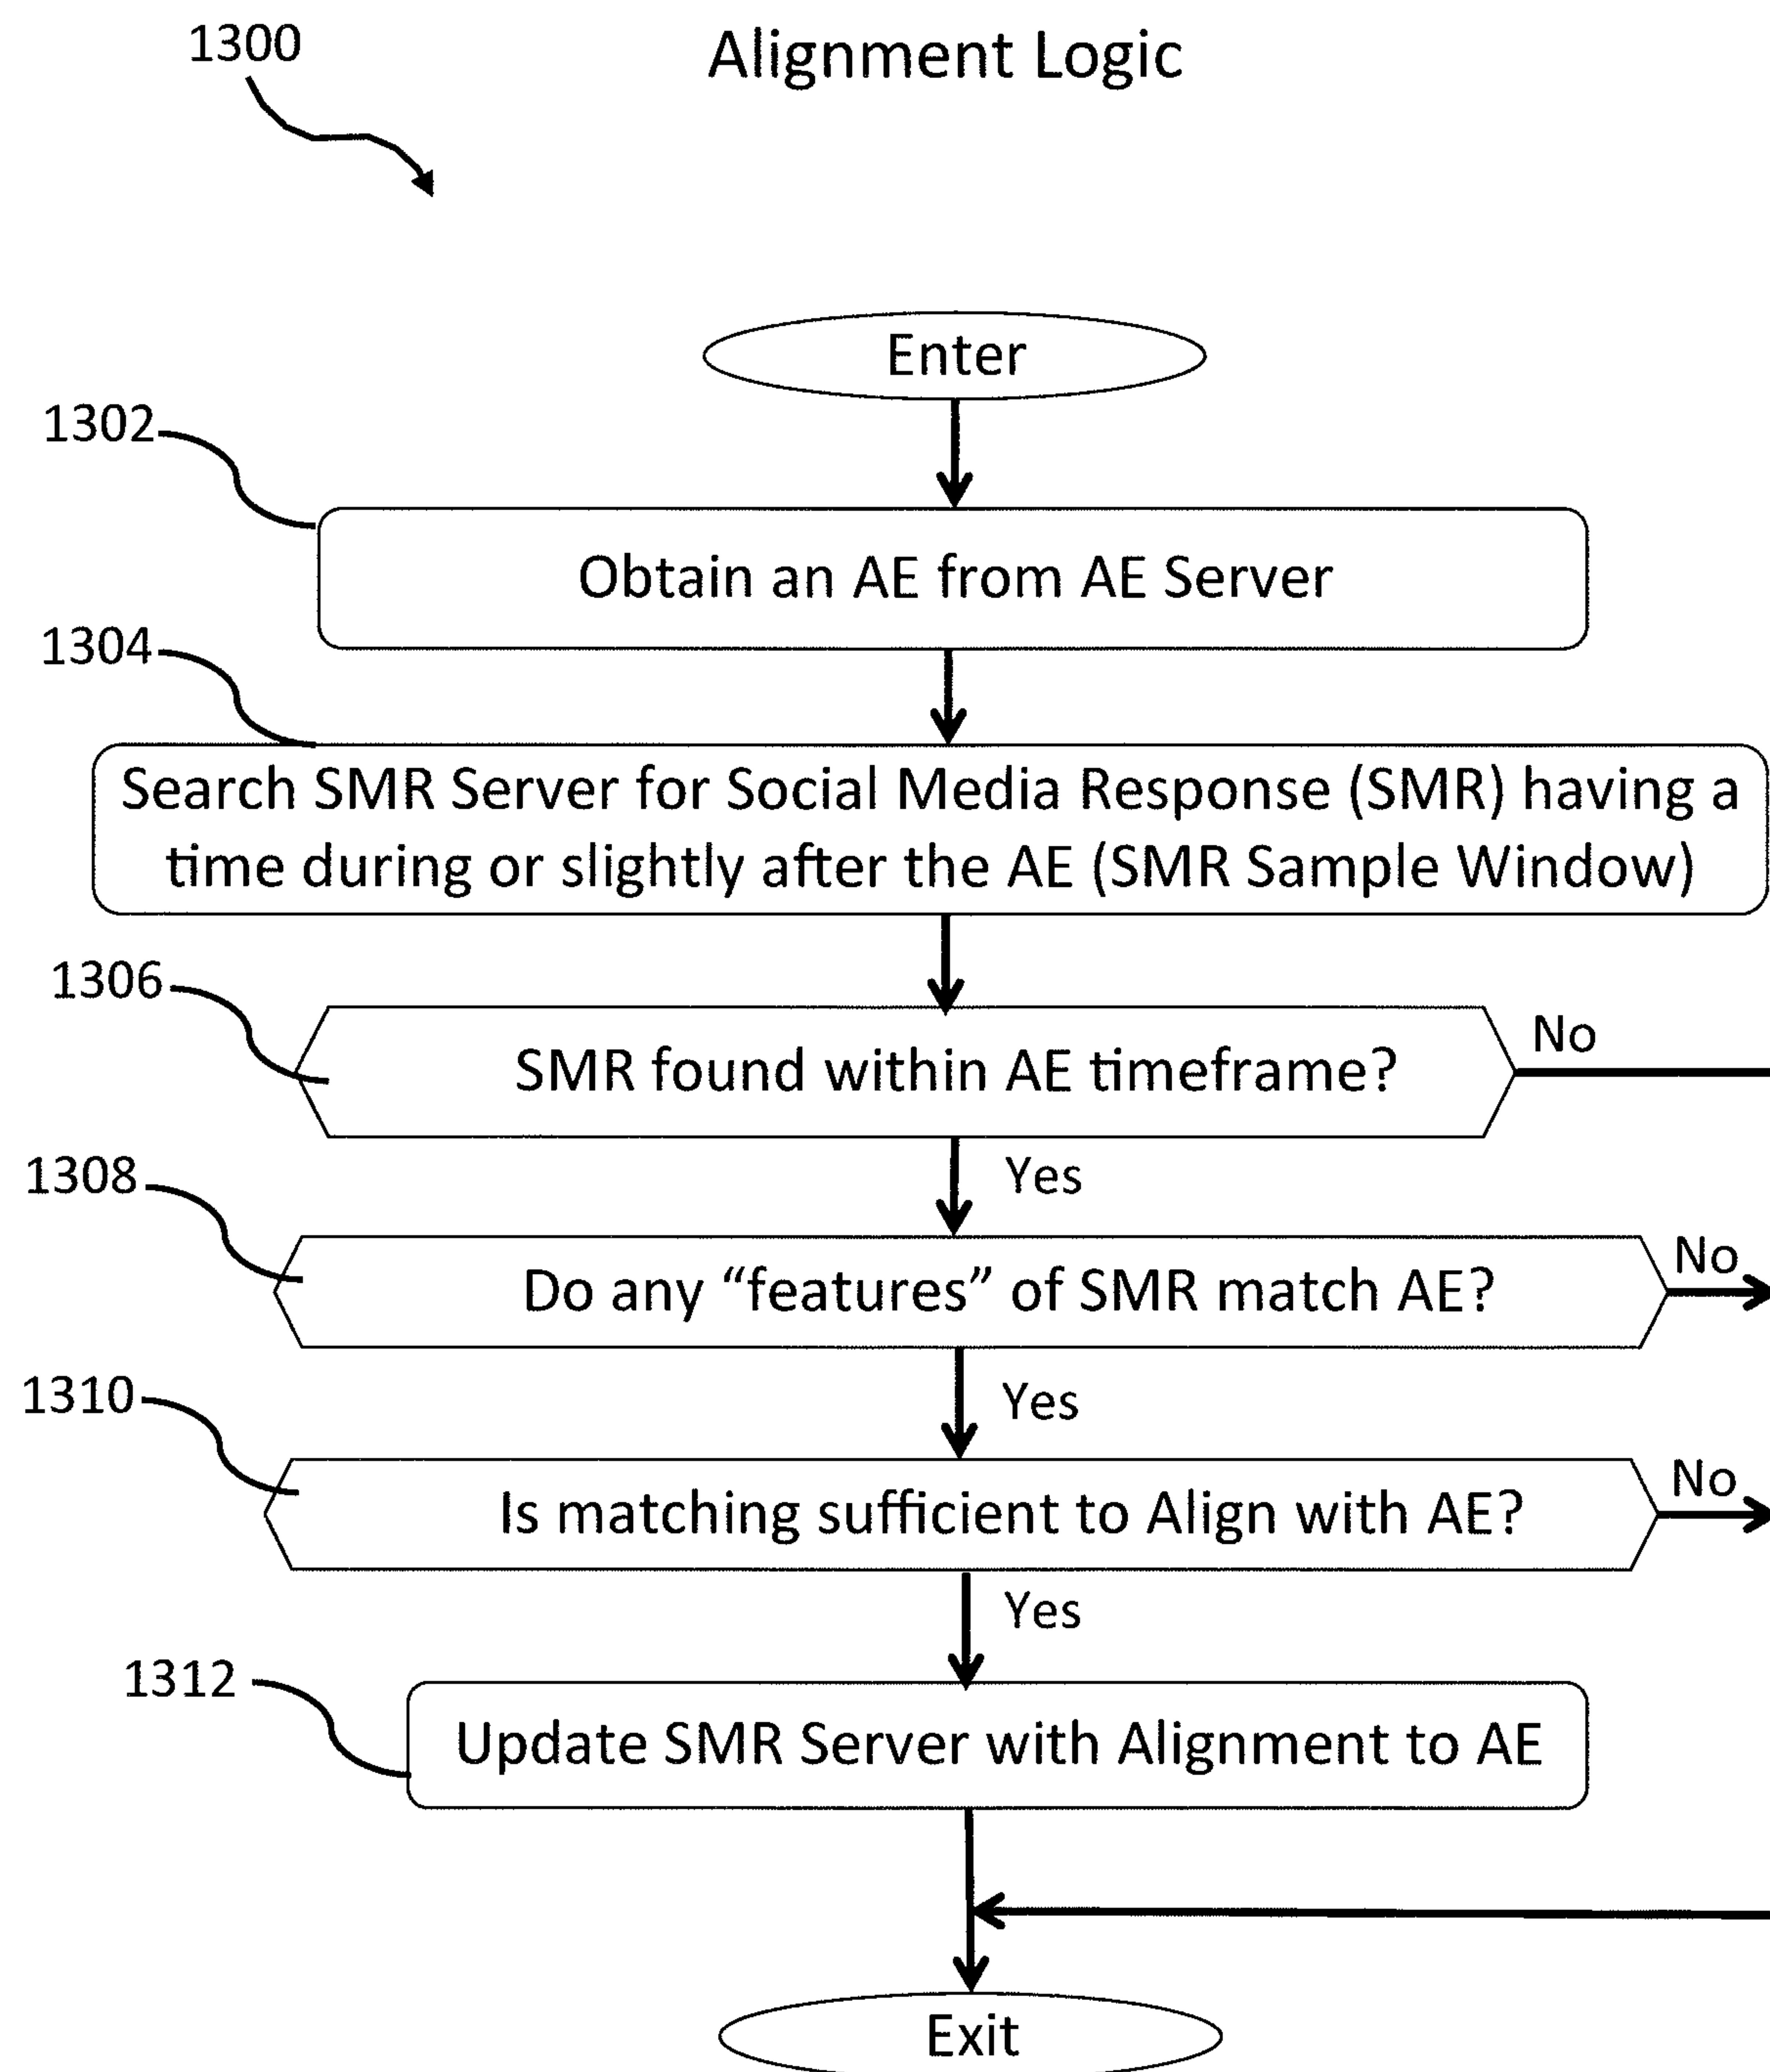 1300
Alignment Logic
Enter
1302
Obtain an AE from AE Server
1304
Search SMR Server for Social Media Response (SMR) having a
time during or slightly after the AE (SMR Sample Window)
1306
SMR found within AE timeframe?
No
Yes
1308
Do any “features” of SMR match AE?
No
Yes
1310
Is matching sufficient to Align with AE?
No
Yes
1312
Update SMR Server with Alignment to AE
Exit